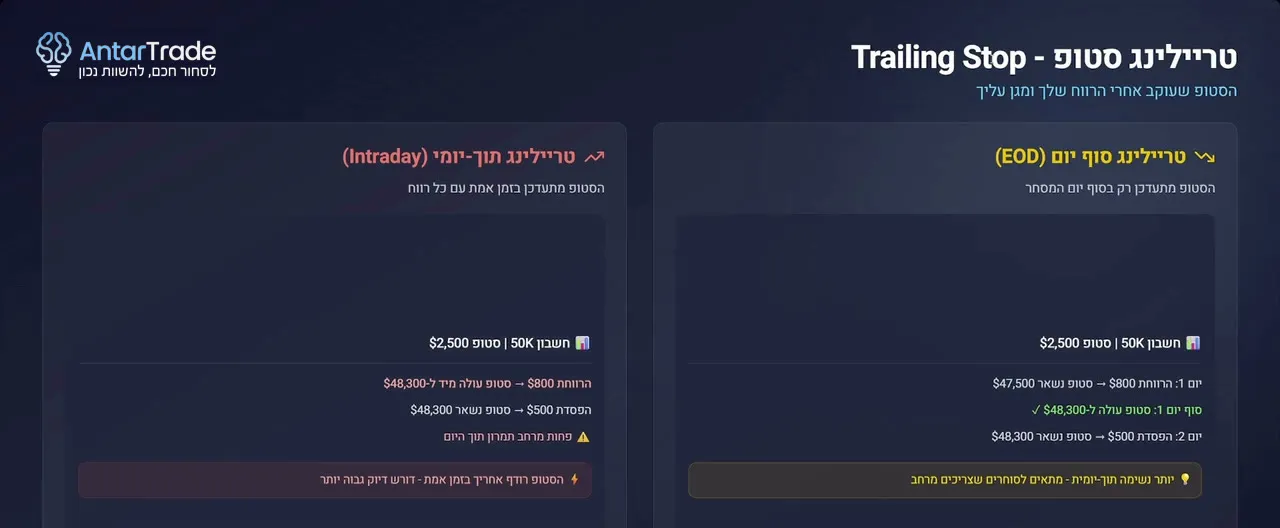 טריילינג סטופ - Trailing Stop
הסטופ שעוקב אחרי הרווח שלך ומגן עליך
AntarTrade
לסחור חכם, להשוות נכון
טריילינג סוף יום (EOD)
הסטופ מתעדכן רק בסוף יום המסחר
חשבון 50K | סטופ $2,500
יום 1: הרווחת $800 → סטופ נשאר $47,500
סוף יום 1: סטופ עולה ל-$48,300 ✓
יום 2: הפסדת $500 → סטופ נשאר $48,300
💡 יותר נשימה תוך-יומית - מתאים לסוחרים שצריכים מרחב
טריילינג תוך-יומי (Intraday)
הסטופ מתעדכן בזמן אמת עם כל רווח
חשבון 50K | סטופ $2,500
הרווחת $800 → סטופ עולה מיד ל-$48,300
הפסדת $500 → סטופ נשאר $48,300
⚠️ פחות מרחב תמרון תוך היום
⚡ הסטופ רודף אחריך בזמן אמת - דורש דיוק גבוה יותר